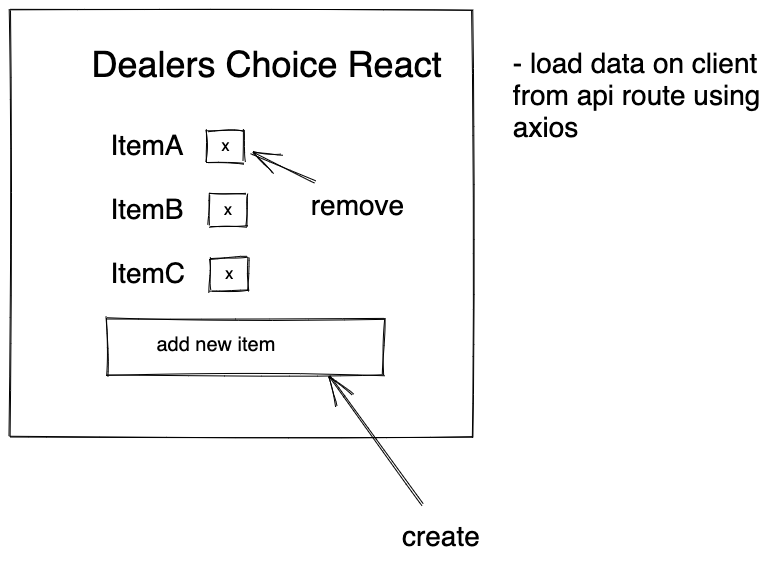 Dealers Choice React
- load data on client
from api route using
axios
ItemA
x
remove
ItemB
x
ItemC
x
add new item
create